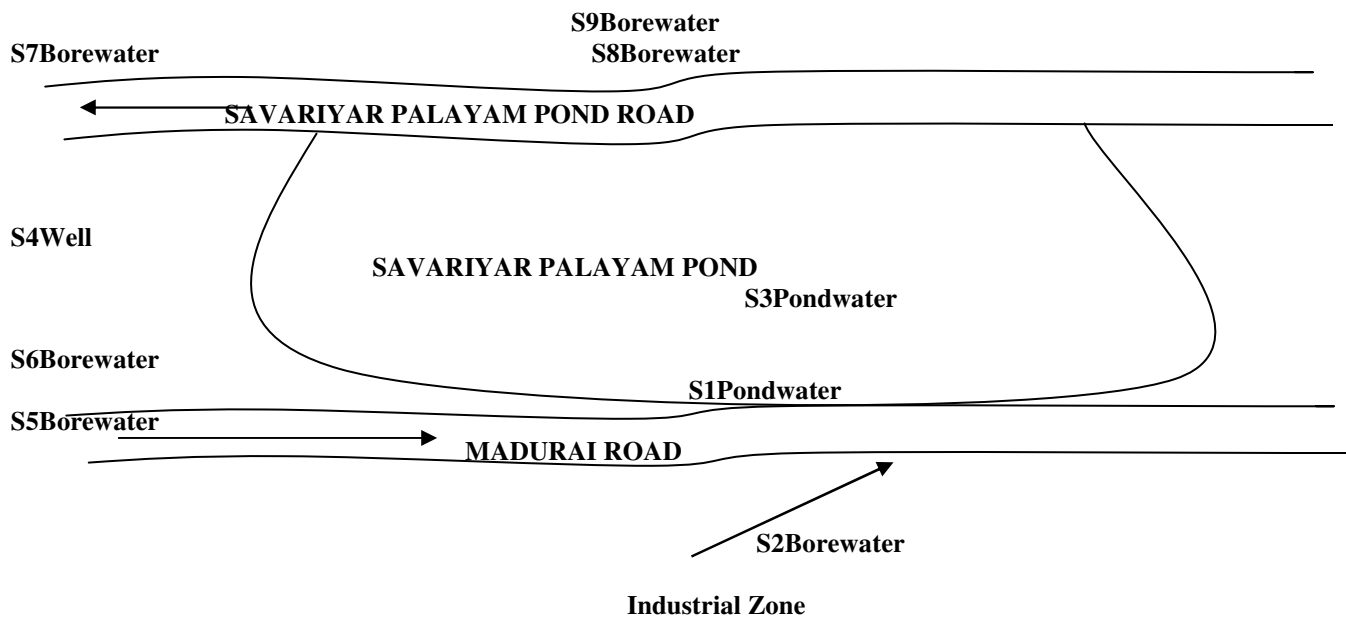 S9Borewater
S7Borewater
S8Borewater
SAVARIYAR PALAYAM POND ROAD
S4Well
SAVARIYAR PALAYAM POND
S3Pondwater
S6Borewater
S1Pondwater
S5Borewater
MADURAI ROAD
S2Borewater
Industrial Zone